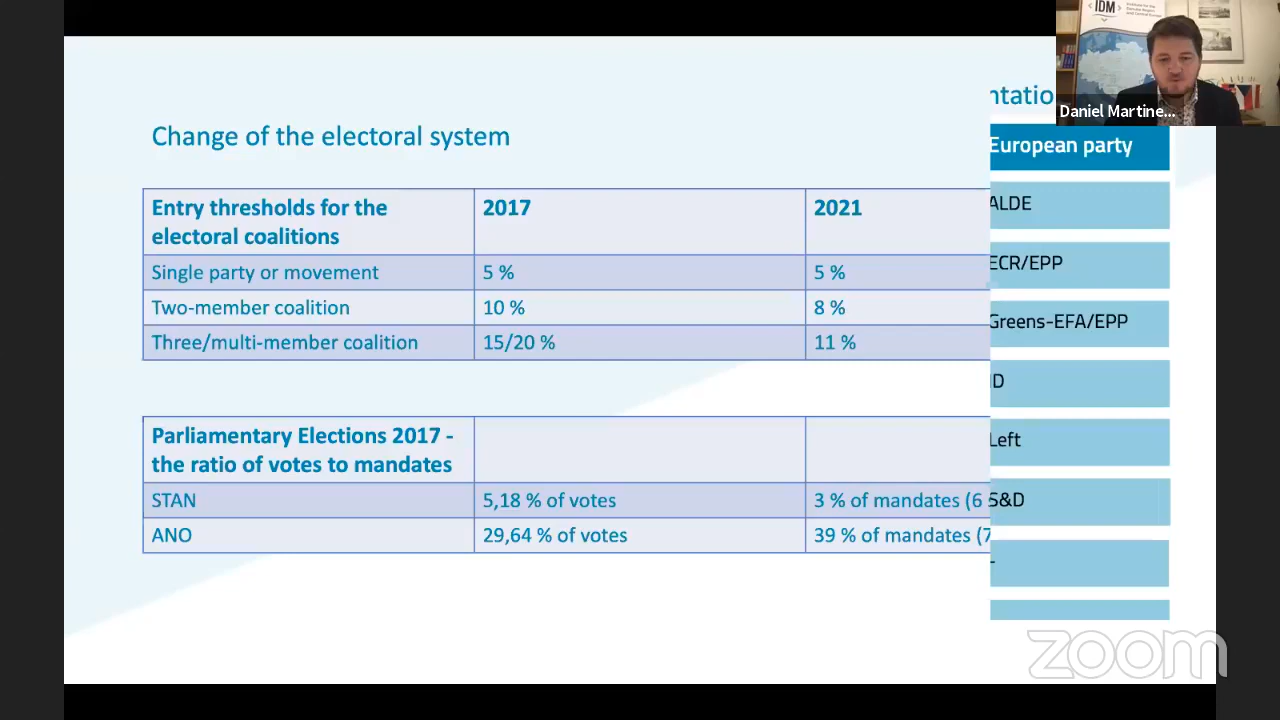 IDM
Daniel Martine...
ntatio
Change of the electoral system
European party
Entry thresholds for the electoral coalitions 2017 2021
ALDE
Single party or movement 5 % 5 %
ECR/EPP
Two-member coalition 10 % 8 %
Greens-EFA/EPP
Three/multi-member coalition 15/20 % 11 %
ID
Parliamentary Elections 2017 -
the ratio of votes to mandates
Left
STAN 5,18 % of votes 3 % of mandates (6
S&D
ANO 29,64 % of votes 39 % of mandates (7
-
zoom